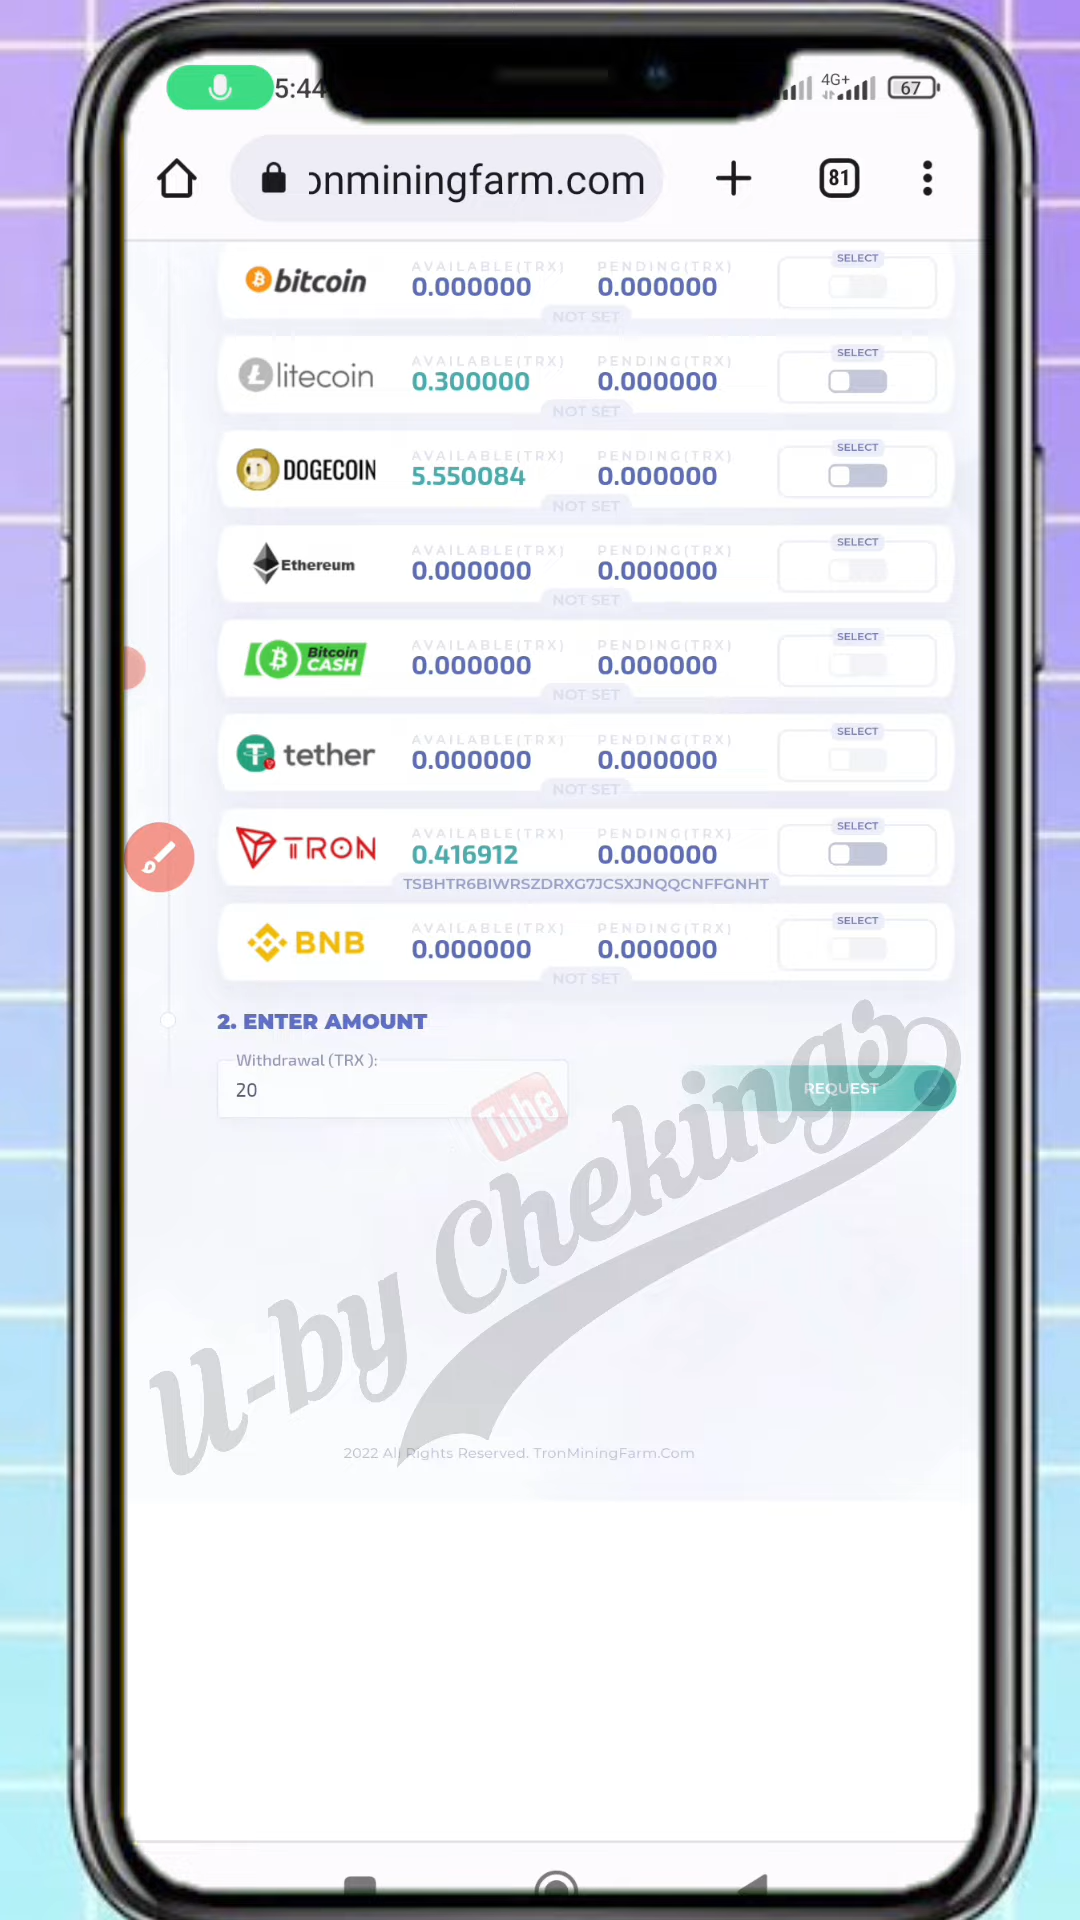 5:44
4G+
67
onminingfarm.com
81
bitcoin
AVAILABLE(TRX)
0.000000
PENDING(TRX)
0.000000
SELECT
NOT SET
litecoin
AVAILABLE(TRX)
0.300000
PENDING(TRX)
0.000000
SELECT
NOT SET
DOGECOIN
AVAILABLE(TRX)
5.550084
PENDING(TRX)
0.000000
SELECT
NOT SET
Ethereum
AVAILABLE(TRX)
0.000000
PENDING(TRX)
0.000000
SELECT
NOT SET
Bitcoin
CASH
AVAILABLE(TRX)
0.000000
PENDING(TRX)
0.000000
SELECT
NOT SET
tether
AVAILABLE(TRX)
0.000000
PENDING(TRX)
0.000000
SELECT
NOT SET
TRON
AVAILABLE(TRX)
0.416912
PENDING(TRX)
0.000000
SELECT
TSBHTR6BIWRSZDRXG7JCSXJNQQCNFFGNHT
BNB
AVAILABLE(TRX)
0.000000
PENDING(TRX)
0.000000
SELECT
NOT SET
2. ENTER AMOUNT
Withdrawal (TRX ):
20
REQUEST
Tube
U-by Chekings
2022 All Rights Reserved. TronMiningFarm.Com